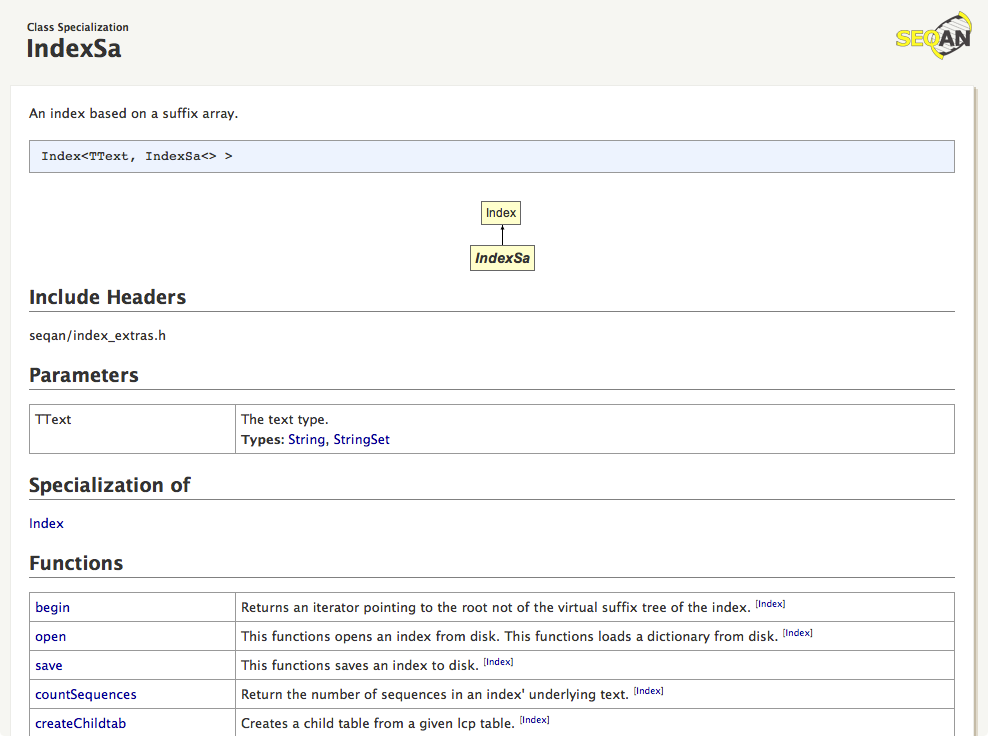 Class Specialization
IndexSa
SEQAN
An index based on a suffix array.
Index<TText, IndexSa<> >
Index
IndexSa
Include Headers
seqan/index_extras.h
Parameters
TText
The text type.
Types: String, StringSet
Specialization of
Index
Functions
begin Returns an iterator pointing to the root not of the virtual suffix tree of the index. [Index]
open This functions opens an index from disk. This functions loads a dictionary from disk. [Index]
save This functions saves an index to disk. [Index]
countSequences Return the number of sequences in an index' underlying text. [Index]
createChildtab Creates a child table from a given lcp table. [Index]